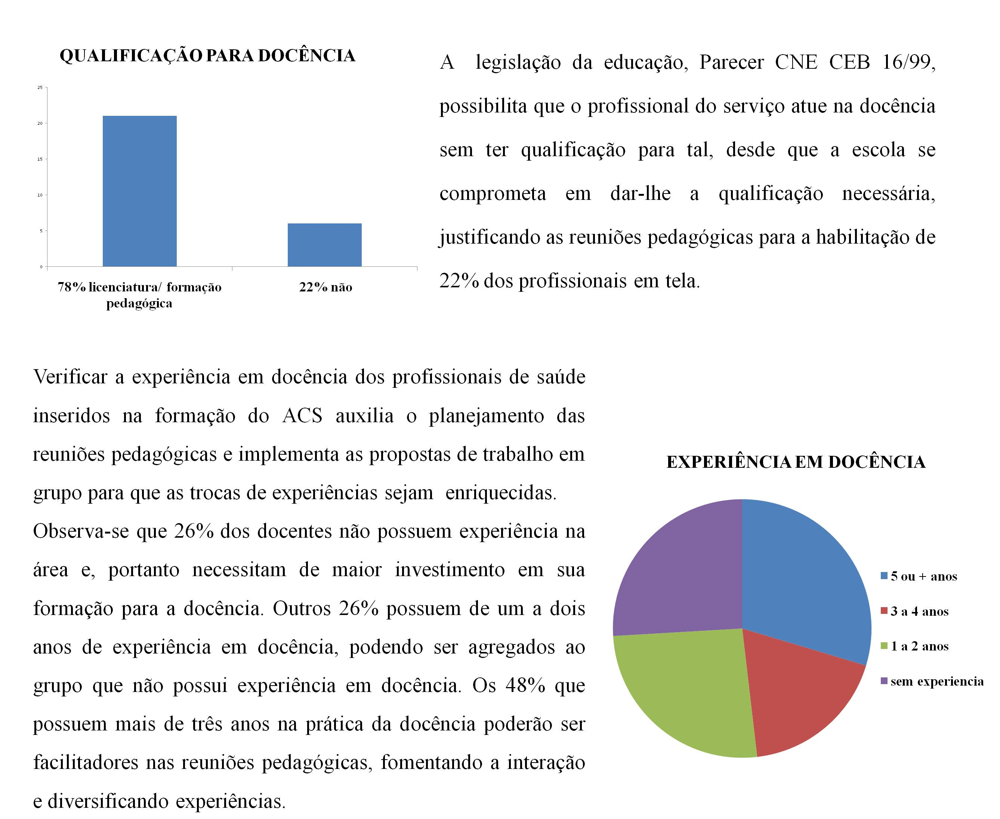 QUALIFICAÇÃO PARA DOCÊNCIA
25
20
15
10
5
0
78% licenciatura/ formação
pedagógica
22% não
A legislação da educação, Parecer CNE CEB 16/99,
possibilita que o profissional do serviço atue na docência
sem ter qualificação para tal, desde que a escola se
comprometa em dar-lhe a qualificação necessária,
justificando as reuniões pedagógicas para a habilitação de
22% dos profissionais em tela.
Verificar a experiência em docência dos profissionais de saúde
inseridos na formação do ACS auxilia o planejamento das
reuniões pedagógicas e implementa as propostas de trabalho em
grupo para que as trocas de experiências sejam enriquecidas.
Observa-se que 26% dos docentes não possuem experiência na
área e, portanto necessitam de maior investimento em sua
formação para a docência. Outros 26% possuem de um a dois
anos de experiência em docência, podendo ser agregados ao
grupo que não possui experiência em docência. Os 48% que
possuem mais de três anos na prática da docência poderão ser
facilitadores nas reuniões pedagógicas, fomentando a interação
e diversificando experiências.
EXPERIÊNCIA EM DOCÊNCIA
5 ou + anos
3 a 4 anos
1 a 2 anos
sem experiencia